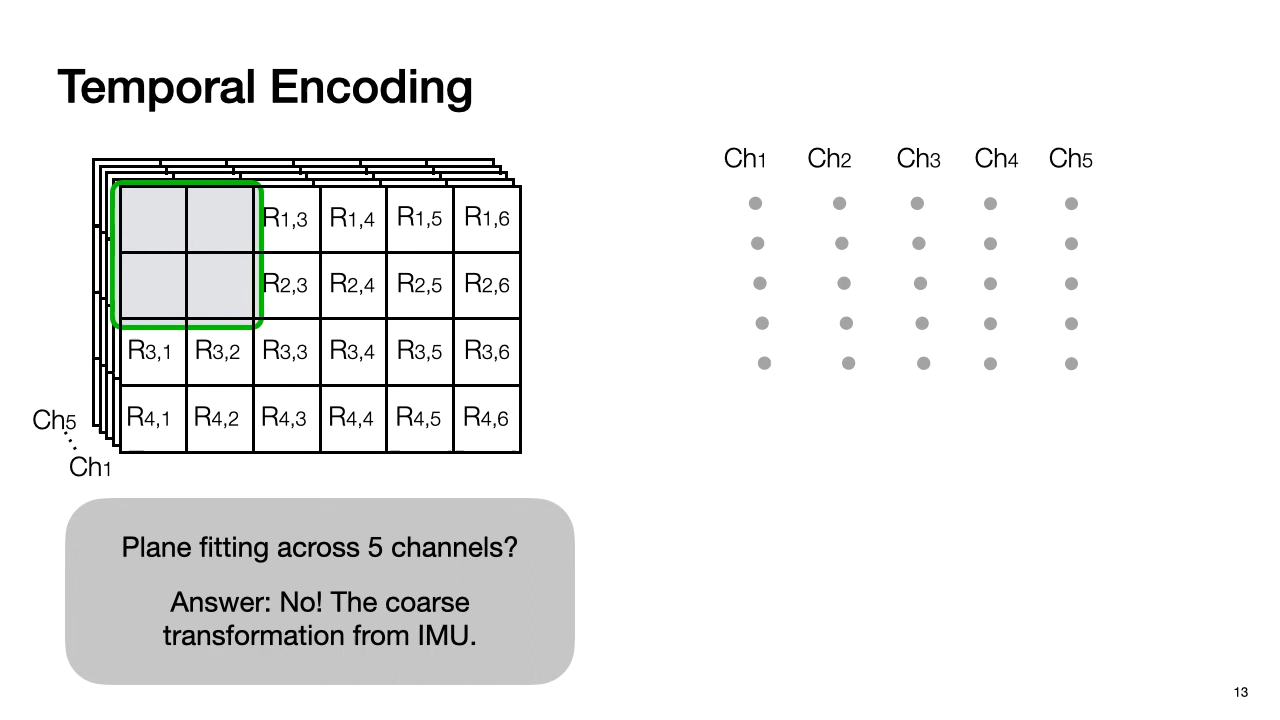 Temporal Encoding
Ch1 Ch2 Ch3 Ch4 Ch5
R1,3 R1,4 R1,5 R1,6
R2,3 R2,4 R2,5 R2,6
R3,1 R3,2 R3,3 R3,4 R3,5 R3,6
R4,1 R4,2 R4,3 R4,4 R4,5 R4,6
Ch5
Ch1
Plane fitting across 5 channels?
Answer: No! The coarse
transformation from IMU.
13